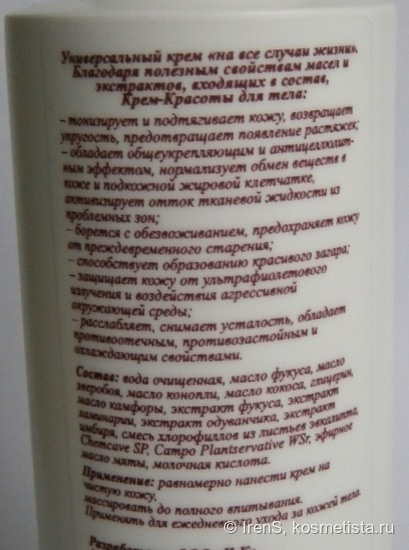 Универсальный крем «на все случаи жизни».
Благодаря полезным свойствам масел и
экстрактов, входящих в состав,
Крем-Красоты для тела:
- тонизирует и подтягивает кожу, возвращает
упругость, предотвращает появление растяжек;
- обладает общеукрепляющим и антицеллюлит-
ным эффектом, нормализует обмен веществ в
коже и подкожной жировой клетчатке,
активизирует отток тканевой жидкости из
проблемных зон;
- борется с обезвоживанием, предохраняет кожу
от преждевременного старения;
- способствует образованию красивого загара;
- защищает кожу от ультрафиолетового
излучения и воздействия агрессивной
окружающей среды;
- расслабляет, снимает усталость, обладает
противоотечным, противозастойным и
охлаждающим свойствами.
Состав: вода очищенная, масло фукуса, масло
зверобоя, масло конопли, масло кокоса, глицерин,
масло камфоры, экстракт фукуса, экстракт
ламинарии, экстракт одуванчика, экстракт
имбиря, смесь хлорофиллов из листьев эвкалипта,
Chemcave SP, Campo Plantservative WSr, эфирное
масло мяты, молочная кислота.
Применение: равномерно нанести крем на
чистую кожу,
массировать до полного впитывания.
Применять для ежедневного ухода за кожей тела.
© IrenS, kosmetista.ru